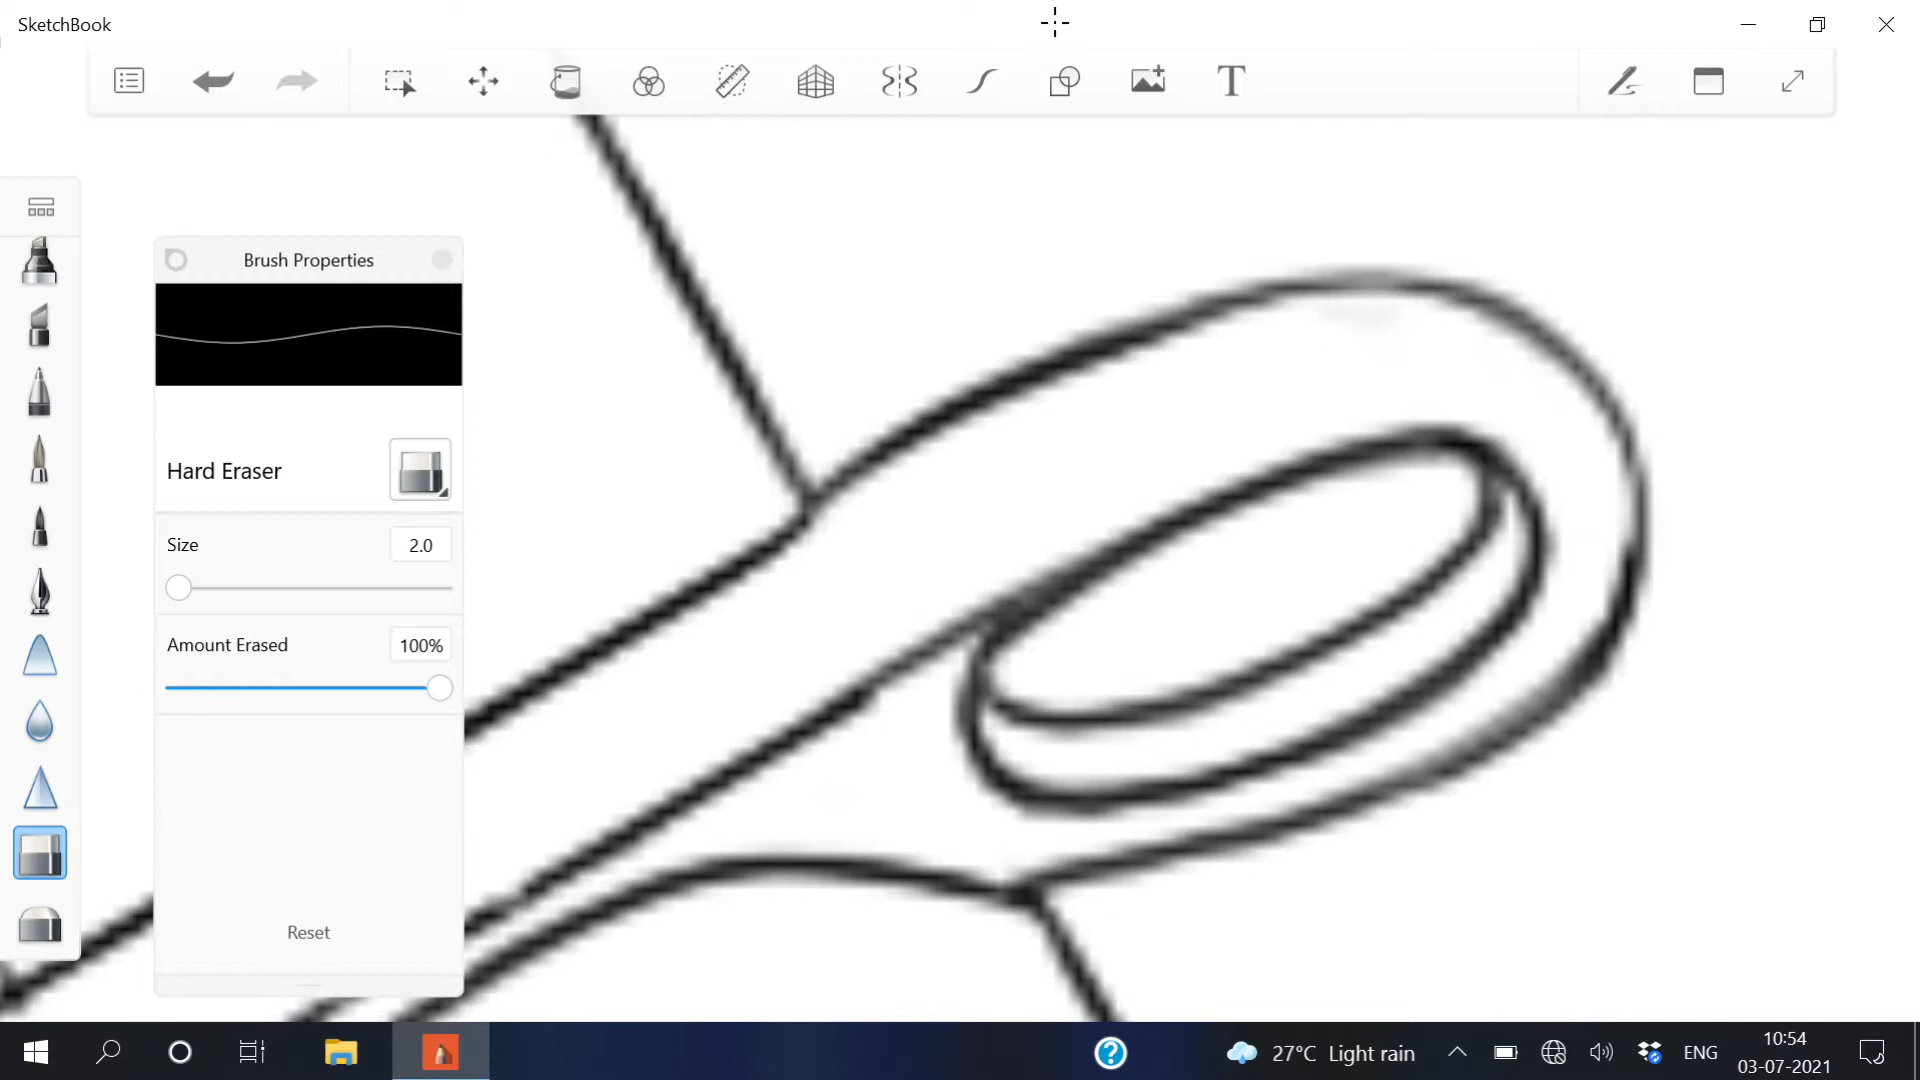 SketchBook
T
Brush Properties
Hard Eraser
Size
2.0
Amount Erased
100%
Reset
?
27°C Light rain
ENG
10:54
03-07-2021